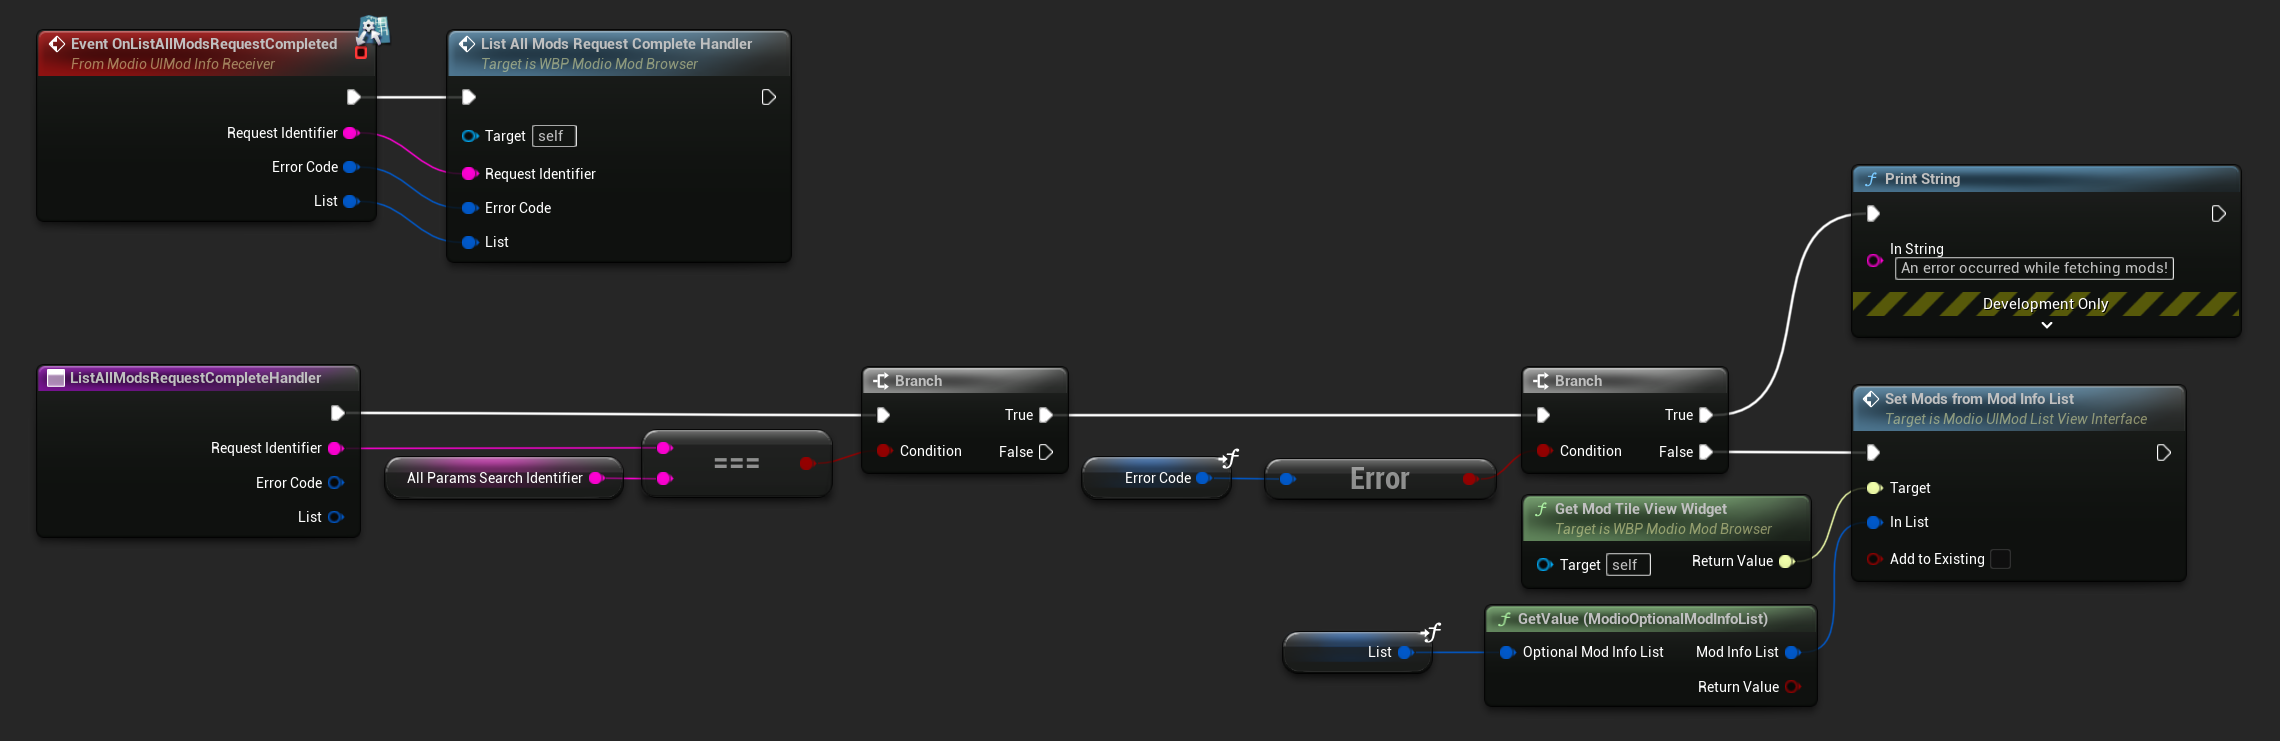 Event OnListAllModsRequestCompleted
From Modio UIMod Info Receiver
Request Identifier
Error Code
List
List All Mods Request Complete Handler
Target is WBP Modio Mod Browser
Target self
Request Identifier
Error Code
List
Print String
In String
An error occurred while fetching mods!
Development Only
ListAllModsRequestCompleteHandler
Request Identifier
Error Code
List
All Params Search Identifier
===
Branch
True
Condition
False
Error Code
Error
Branch
True
Condition
False
Get Mod Tile View Widget
Target is WBP Modio Mod Browser
Target self
Return Value
Set Mods from Mod Info List
Target is Modio UIMod List View Interface
Target
In List
Add to Existing
List
GetValue (ModioOptionalModInfoList)
Optional Mod Info List
Mod Info List
Return Value